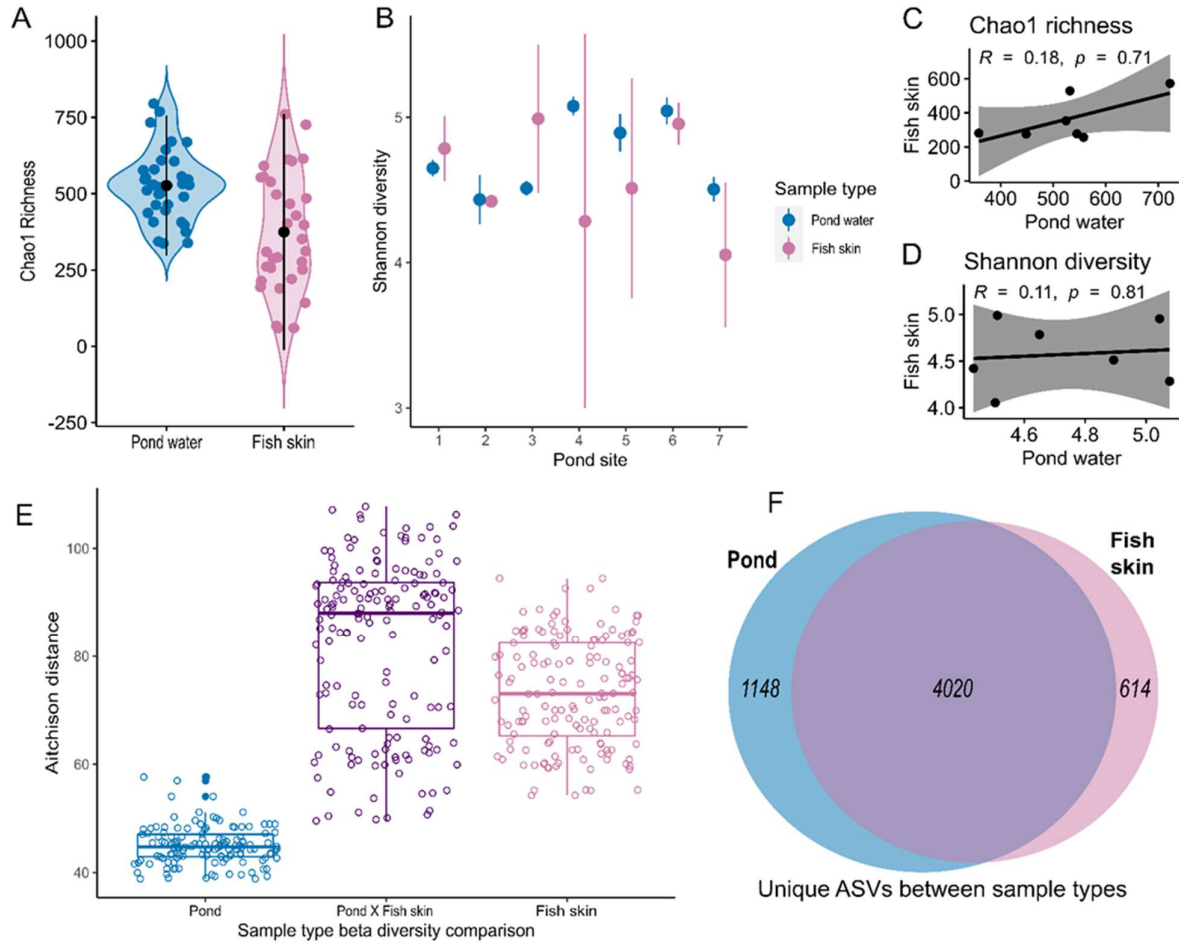 A
Chao1 Richness
1000
750
500
250
0
-250
Pond water
Fish skin
B
Shannon diversity
5
4
3
1 2 3 4 5 6 7
Pond site
Sample type
Pond water
Fish skin
C
Chao1 richness
R = 0.18, p = 0.71
Fish skin
600
400
200
0
400 500 600 700
Pond water
D
Shannon diversity
R = 0.11, p = 0.81
Fish skin
5.0
4.5
4.0
4.6 4.8 5.0
Pond water
E
Aitchison distance
100
80
60
40
Pond
Pond X Fish skin
Fish skin
Sample type beta diversity comparison
F
Pond
Fish
skin
1148
4020
614
Unique ASVs between sample types